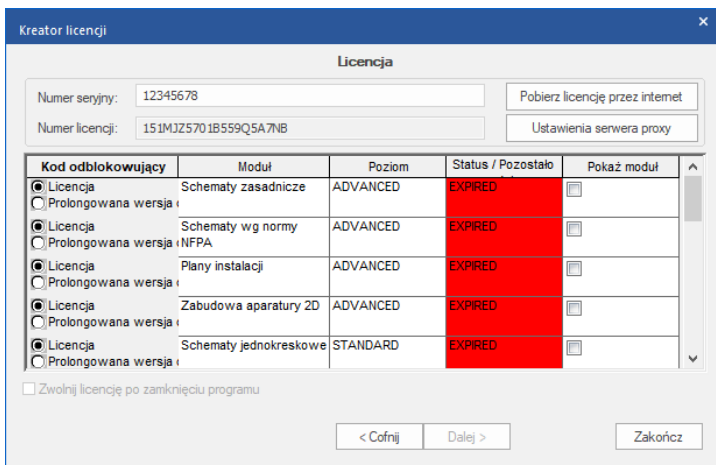 Kreator licencji
Licencja
Numer seryjny: 12345678 Pobierz licencję przez internet
Numer licencji: 151MJZ5701B559Q5A7NB Ustawienia serwera proxy
Kod odblokowujący Moduł Poziom Status / Pozostało Pokaż moduł
Licencja Schematy zasadnicze ADVANCED EXPIRED
Prolongowana wersja
Licencja Schematy wg normy ADVANCED EXPIRED
Prolongowana wersja NFPA
Licencja Plany instalacji ADVANCED EXPIRED
Prolongowana wersja
Licencja Zabudowa aparatury 2D ADVANCED EXPIRED
Prolongowana wersja
Licencja Schematy jednokreskowe STANDARD EXPIRED
Prolongowana wersja
Zwolnij licencję po zamknięciu programu
< Cofnij Dalej > Zakończ